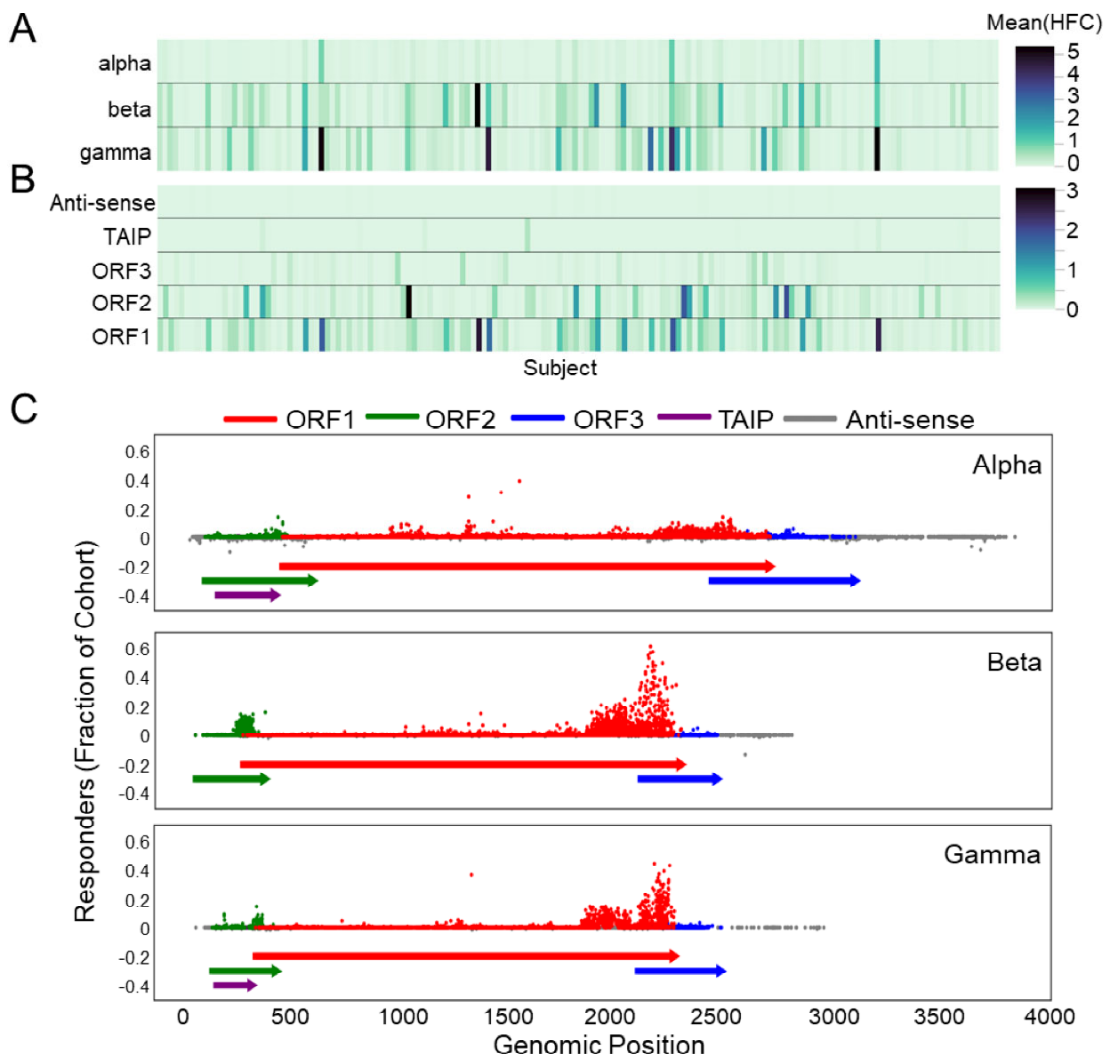 A
Mean(HFC)
alpha
beta
gamma
5
4
3
2
1
0
B
Anti-sense
TAIP
ORF3
ORF2
ORF1
3
2
1
0
Subject
C
ORF1 ORF2 ORF3 TAIP Anti-sense
Responders (Fraction of Cohort)
Alpha
0.6
0.4
0.2
0
-0.2
-0.4
Beta
0.6
0.4
0.2
0
-0.2
-0.4
Gamma
0.6
0.4
0.2
0
-0.2
-0.4
0 500 1000 1500 2000 2500 3000 3500 4000
Genomic Position